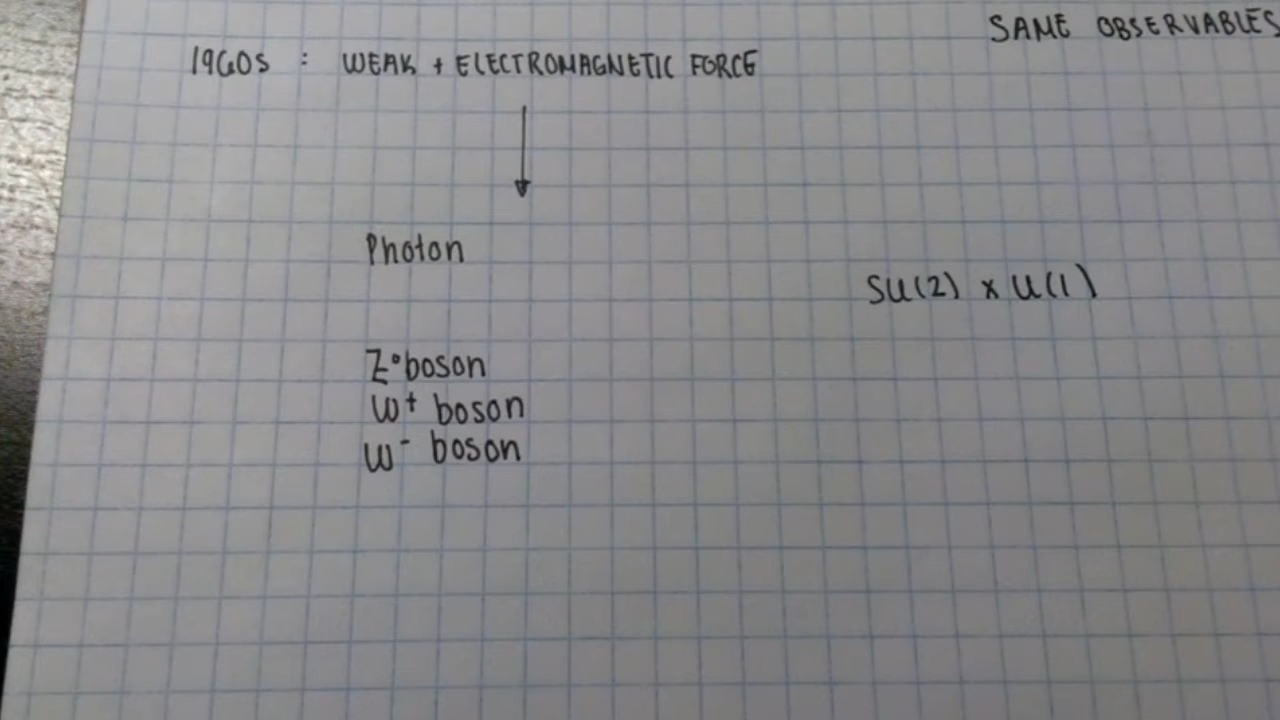 SAME OBSERVABLES
1960s : WEAK + ELECTROMAGNETIC FORCE
Photon
SU(2) x U(1)
Z° boson
W+ boson
W- boson